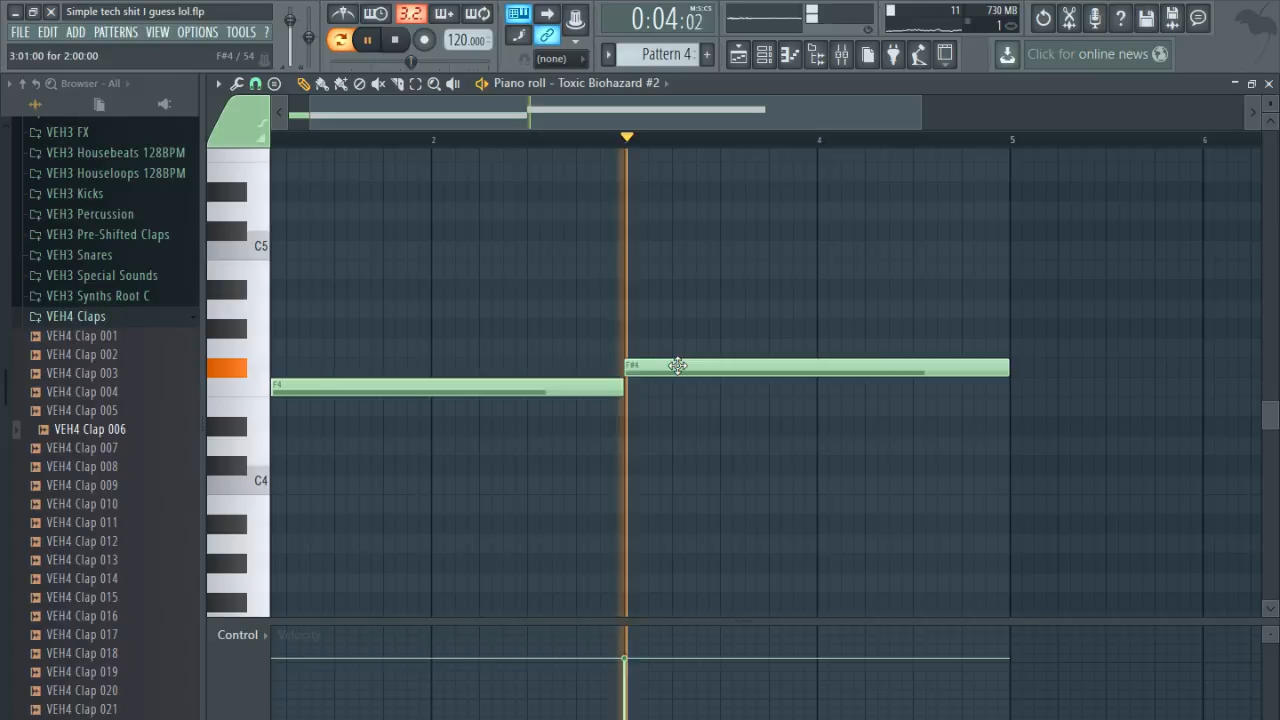 Simple tech shit I guess lol.flp
FILE EDIT ADD PATTERNS VIEW OPTIONS TOOLS ?
3:01:00 for 2:00:00 F#4 / 54
3.2
120.000
0:04:02 M:S:CS
(none)
Pattern 4
11 730 MB
1
Click for online news
Browser - All
Piano roll - Toxic Biohazard #2
VEH3 FX
VEH3 Housebeats 128BPM
VEH3 Houseloops 128BPM
VEH3 Kicks
VEH3 Percussion
VEH3 Pre-Shifted Claps
VEH3 Snares
VEH3 Special Sounds
VEH3 Synths Root C
VEH4 Claps
VEH4 Clap 001
VEH4 Clap 002
VEH4 Clap 003
VEH4 Clap 004
VEH4 Clap 005
VEH4 Clap 006
VEH4 Clap 007
VEH4 Clap 008
VEH4 Clap 009
VEH4 Clap 010
VEH4 Clap 011
VEH4 Clap 012
VEH4 Clap 013
VEH4 Clap 014
VEH4 Clap 015
VEH4 Clap 016
VEH4 Clap 017
VEH4 Clap 018
VEH4 Clap 019
VEH4 Clap 020
VEH4 Clap 021
2 4 5 6
C5
F#4
F4
C4
Control Velocity